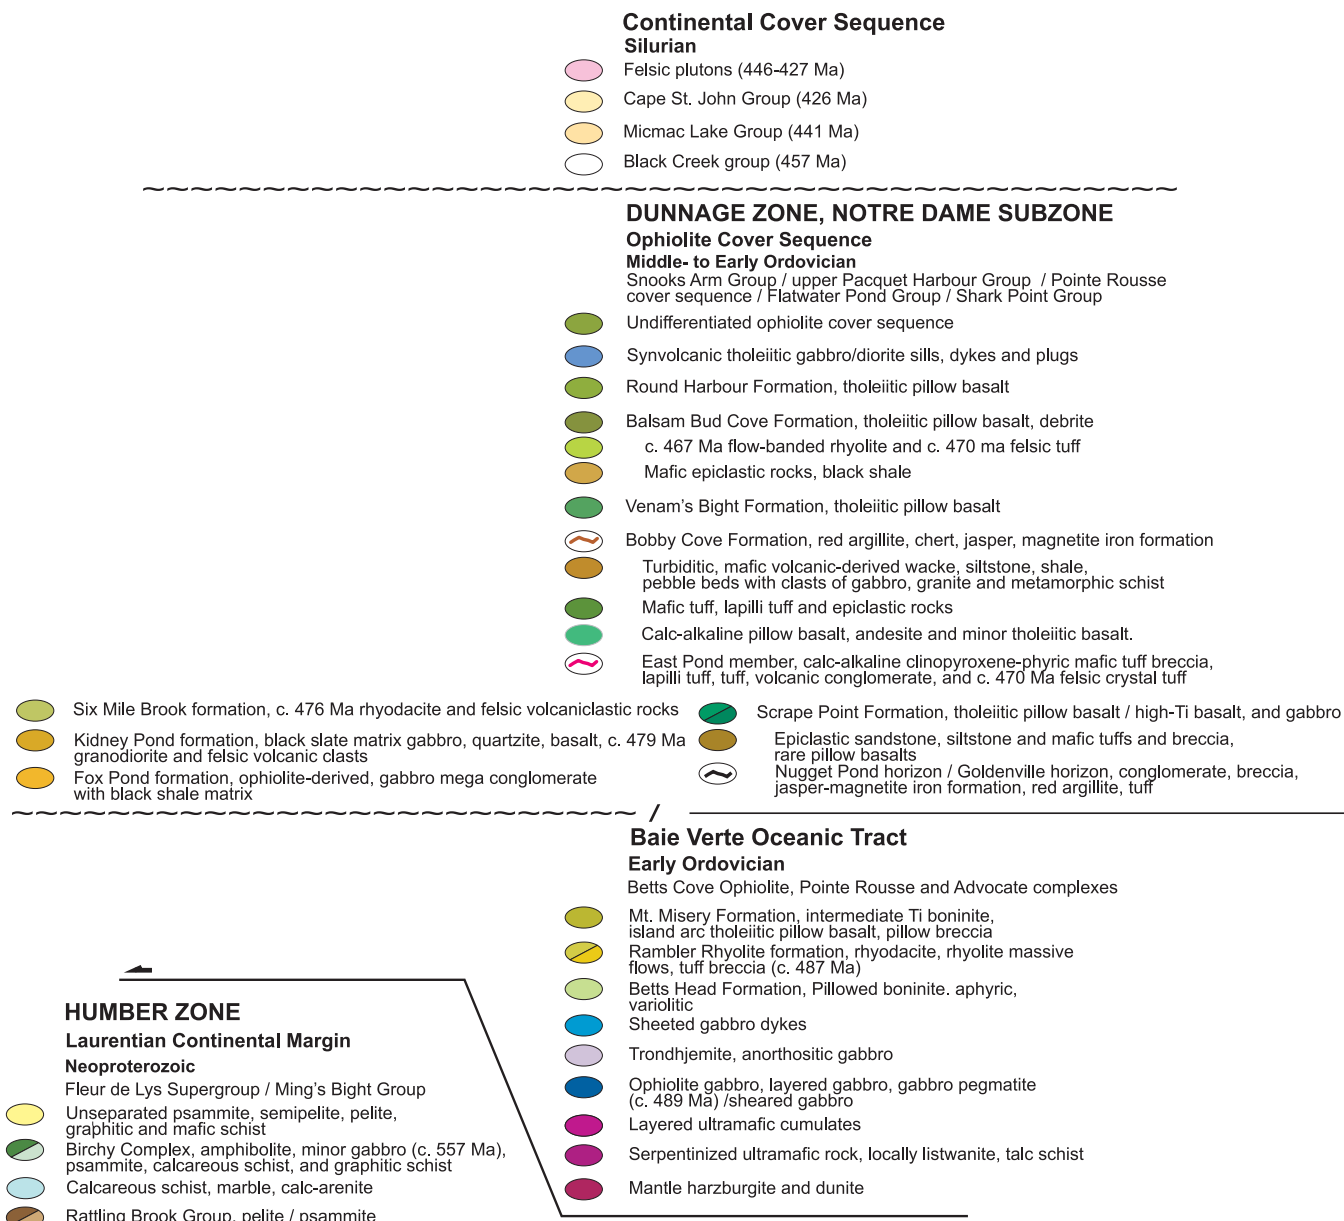 Continental Cover Sequence
Silurian
Felsic plutons (446-427 Ma)
Cape St. John Group (426 Ma)
Micmac Lake Group (441 Ma)
Black Creek group (457 Ma)
DUNNAGE ZONE, NOTRE DAME SUBZONE
Ophiolite Cover Sequence
Middle- to Early Ordovician
Snooks Arm Group / upper Pacquet Harbour Group / Pointe Rousse
cover sequence / Flatwater Pond Group / Shark Point Group
Undifferentiated ophiolite cover sequence
Synvolcanic tholeiitic gabbro/diorite sills, dykes and plugs
Round Harbour Formation, tholeiitic pillow basalt
Balsam Bud Cove Formation, tholeiitic pillow basalt, debrite
c. 467 Ma flow-banded rhyolite and c. 470 ma felsic tuff
Mafic epiclastic rocks, black shale
Venam's Bight Formation, tholeiitic pillow basalt
Bobby Cove Formation, red argillite, chert, jasper, magnetite iron formation
Turbiditic, mafic volcanic-derived wacke, siltstone, shale,
pebble beds with clasts of gabbro, granite and metamorphic schist
Mafic tuff, lapilli tuff and epiclastic rocks
Calc-alkaline pillow basalt, andesite and minor tholeiitic basalt.
East Pond member, calc-alkaline clinopyroxene-phyric mafic tuff breccia,
lapilli tuff, tuff, volcanic conglomerate, and c. 470 Ma felsic crystal tuff
Six Mile Brook formation, c. 476 Ma rhyodacite and felsic volcaniclastic rocks
Kidney Pond formation, black slate matrix gabbro, quartzite, basalt, c. 479 Ma
granodiorite and felsic volcanic clasts
Fox Pond formation, ophiolite-derived, gabbro mega conglomerate
with black shale matrix
Scrape Point Formation, tholeiitic pillow basalt / high-Ti basalt, and gabbro
Epiclastic sandstone, siltstone and mafic tuffs and breccia,
rare pillow basalts
Nugget Pond horizon / Goldenville horizon, conglomerate, breccia,
jasper-magnetite iron formation, red argillite, tuff
/
Baie Verte Oceanic Tract
Early Ordovician
Betts Cove Ophiolite, Pointe Rousse and Advocate complexes
Mt. Misery Formation, intermediate Ti boninite,
island arc tholeiitic pillow basalt, pillow breccia
Rambler Rhyolite formation, rhyodacite, rhyolite massive
flows, tuff breccia (c. 487 Ma)
Betts Head Formation, Pillowed boninite. aphyric,
variolitic
Sheeted gabbro dykes
Trondhjemite, anorthositic gabbro
Ophiolite gabbro, layered gabbro, gabbro pegmatite
(c. 489 Ma) /sheared gabbro
Layered ultramafic cumulates
Serpentinized ultramafic rock, locally listwanite, talc schist
Mantle harzburgite and dunite
HUMBER ZONE
Laurentian Continental Margin
Neoproterozoic
Fleur de Lys Supergroup / Ming's Bight Group
Unseparated psammite, semipelite, pelite,
graphitic and mafic schist
Birchy Complex, amphibolite, minor gabbro (c. 557 Ma),
psammite, calcareous schist, and graphitic schist
Calcareous schist, marble, calc-arenite
Rattling Brook Group, pelite / psammite